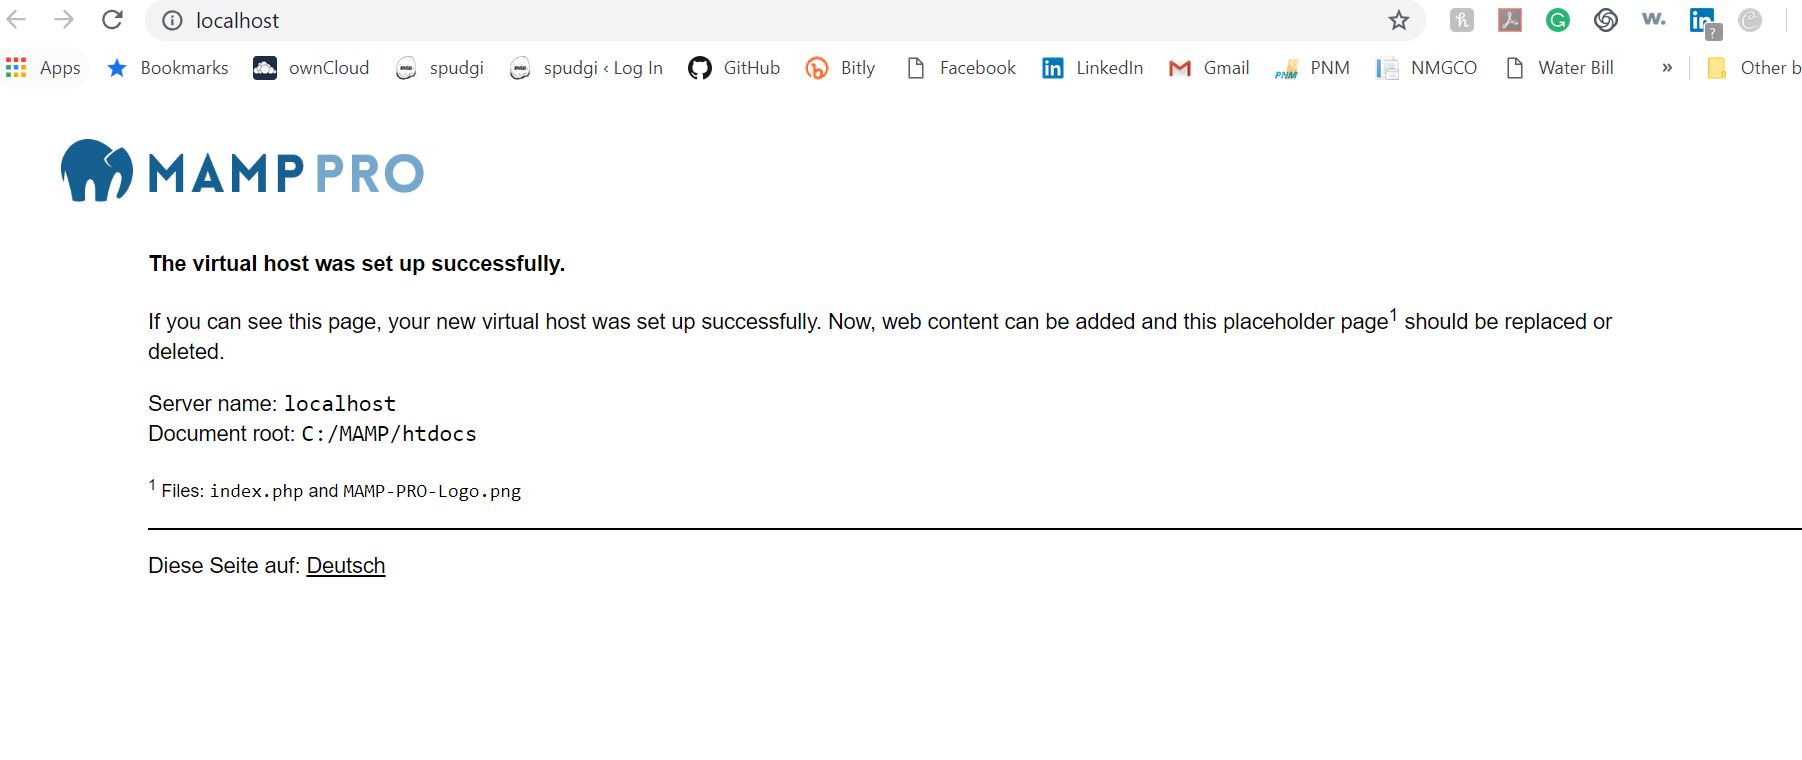 localhost
Apps Bookmarks ownCloud spudgi spudgi ‹ Log In GitHub Bitly Facebook LinkedIn Gmail PNM NMGCO Water Bill » Other b
MAMP PRO
The virtual host was set up successfully.
If you can see this page, your new virtual host was set up successfully. Now, web content can be added and this placeholder page¹ should be replaced or
deleted.
Server name: localhost
Document root: C:/MAMP/htdocs
¹ Files: index.php and MAMP-PRO-Logo.png
Diese Seite auf: Deutsch